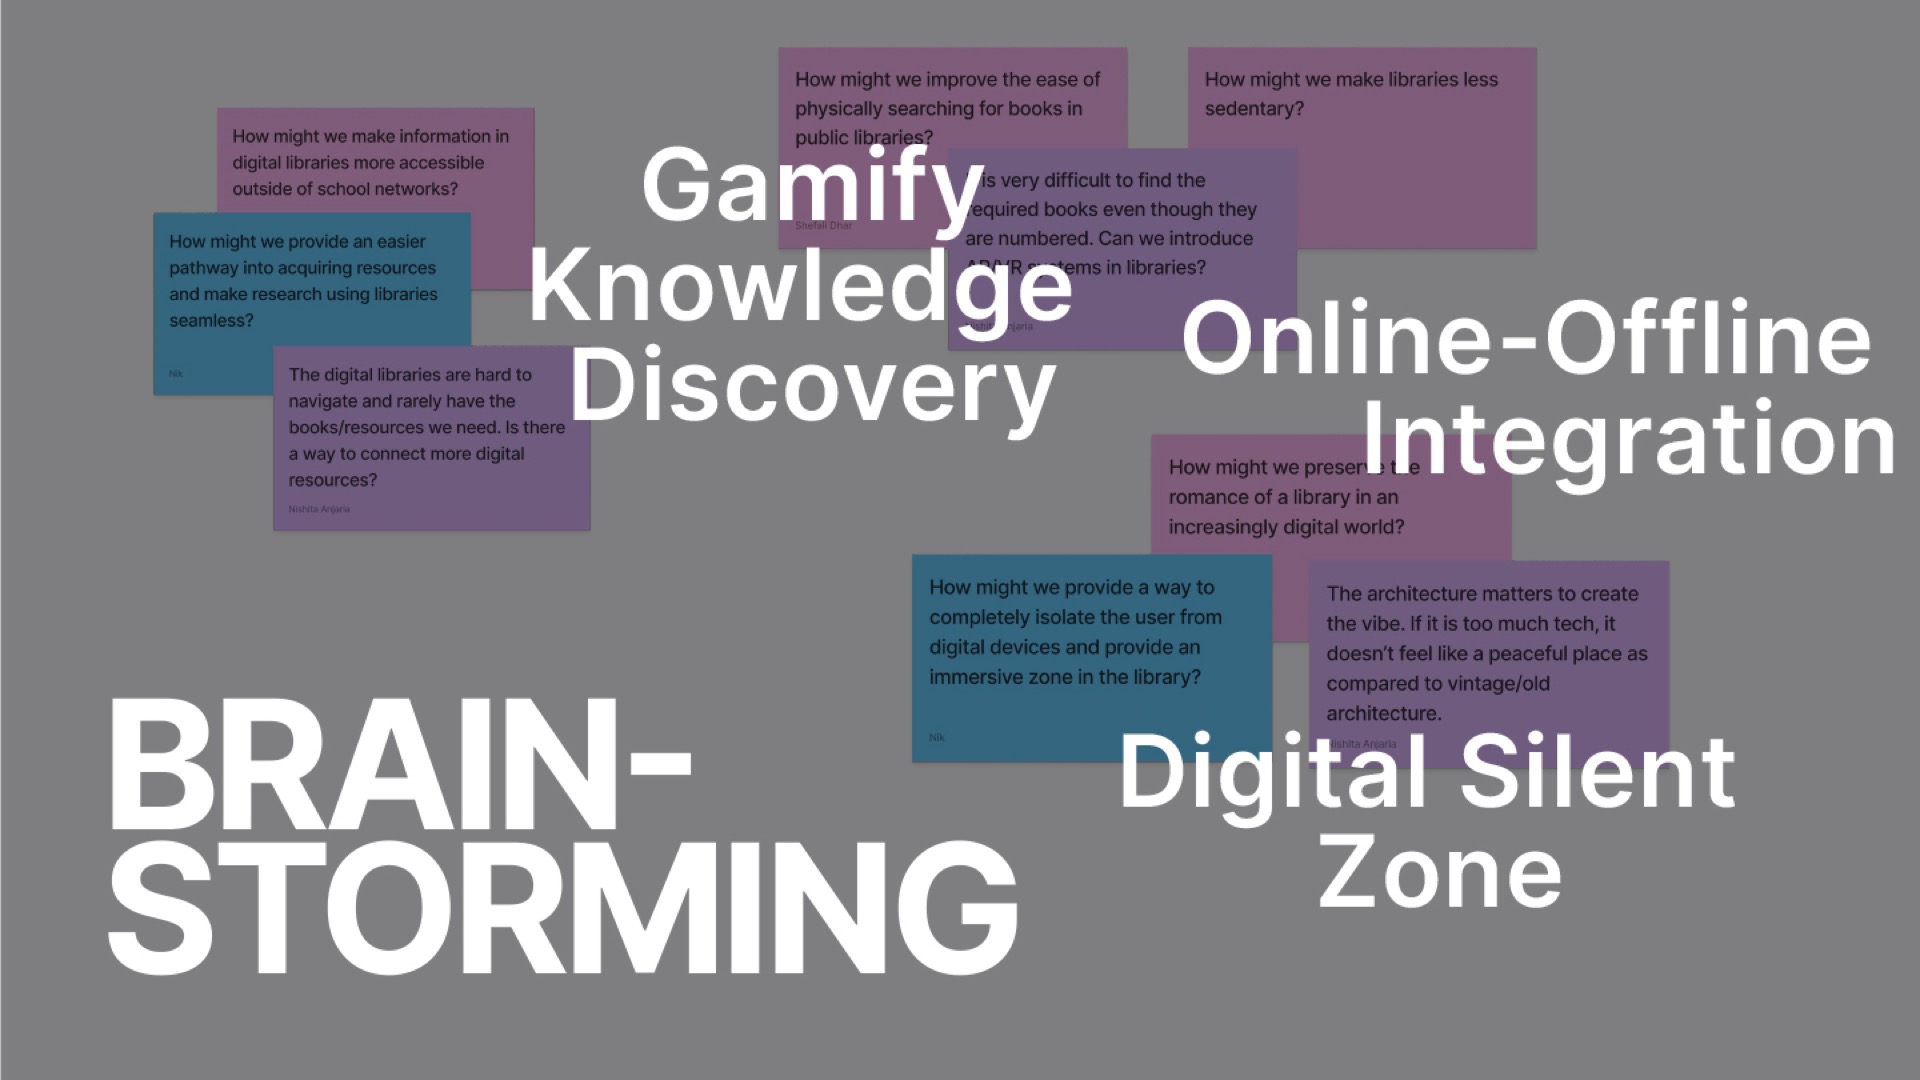 How might we make information in
digital libraries more accessible
outside of school networks?
How might we provide an easier
pathway into acquiring resources
and make research using libraries
seamless?
Nik
The digital libraries are hard to
navigate and rarely have the
books/resources we need. Is there
a way to connect more digital
resources?
Nishita Anjaria
How might we improve the ease of
physically searching for books in
public libraries?
Shefali Dhar
is very difficult to find the
required books even though they
are numbered. Can we introduce
AR/VR systems in libraries?
Nishita Anjaria
How might we make libraries less
sedentary?
Gamify
Knowledge
Discovery
Online-Offline
Integration
How might we preserve the
romance of a library in an
increasingly digital world?
How might we provide a way to
completely isolate the user from
digital devices and provide an
immersive zone in the library?
Nik
The architecture matters to create
the vibe. If it is too much tech, it
doesn't feel like a peaceful place as
compared to vintage/old
architecture.
Nishita Anjaria
Digital Silent
Zone
BRAIN-
STORMING